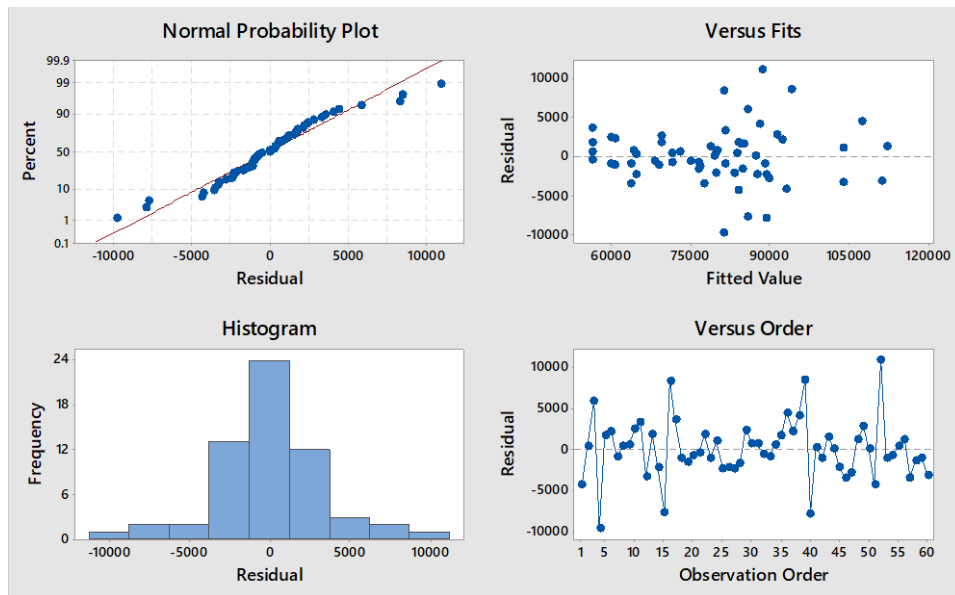 Normal Probability Plot
99.9
99
90
50
10
1
0.1
Percent
-10000 -5000 0 5000 10000
Residual
Versus Fits
10000
5000
0
-5000
-10000
Residual
60000 75000 90000 105000 120000
Fitted Value
Histogram
24
18
12
6
0
Frequency
-10000 -5000 0 5000 10000
Residual
Versus Order
10000
5000
0
-5000
-10000
Residual
1 5 10 15 20 25 30 35 40 45 50 55 60
Observation Order